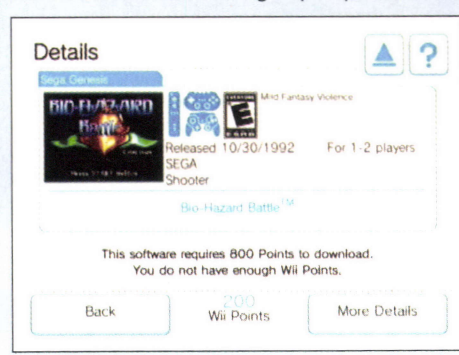 Details
?
Sega Genesis
BIO-HAZARD
Battle
EVERYONE
E
ESRB
Mild Fantasy Violence
Released 10/30/1992 For 1-2 players
SEGA
Shooter
Bio-Hazard Battle™
This software requires 800 Points to download.
You do not have enough Wii Points.
Back
200
Wii Points
More Details